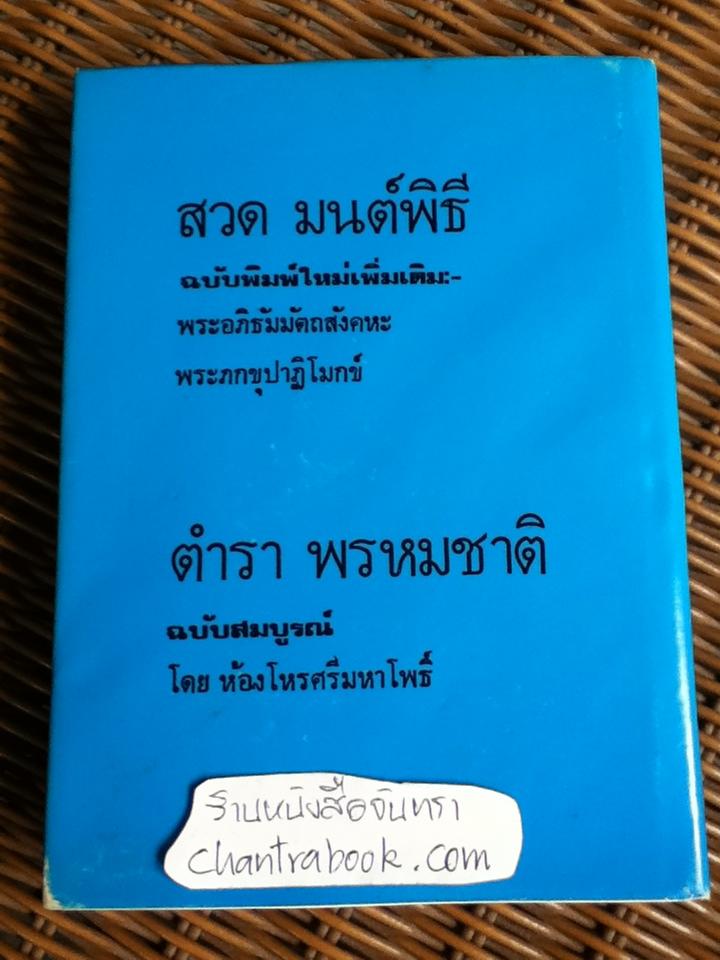 สวด มนต์พิธี
ฉบับพิมพ์ใหม่เพิ่มเติม:-
พระอภิธัมมัตถสังคหะ
พระภกขุปาฏิโมกข์
ตำรา พรหมชาติ
ฉบับสมบูรณ์
โดย ห้องโหรศรีมหาโพธิ์
ร้านหนังสือจันทรา
chantrabook.com